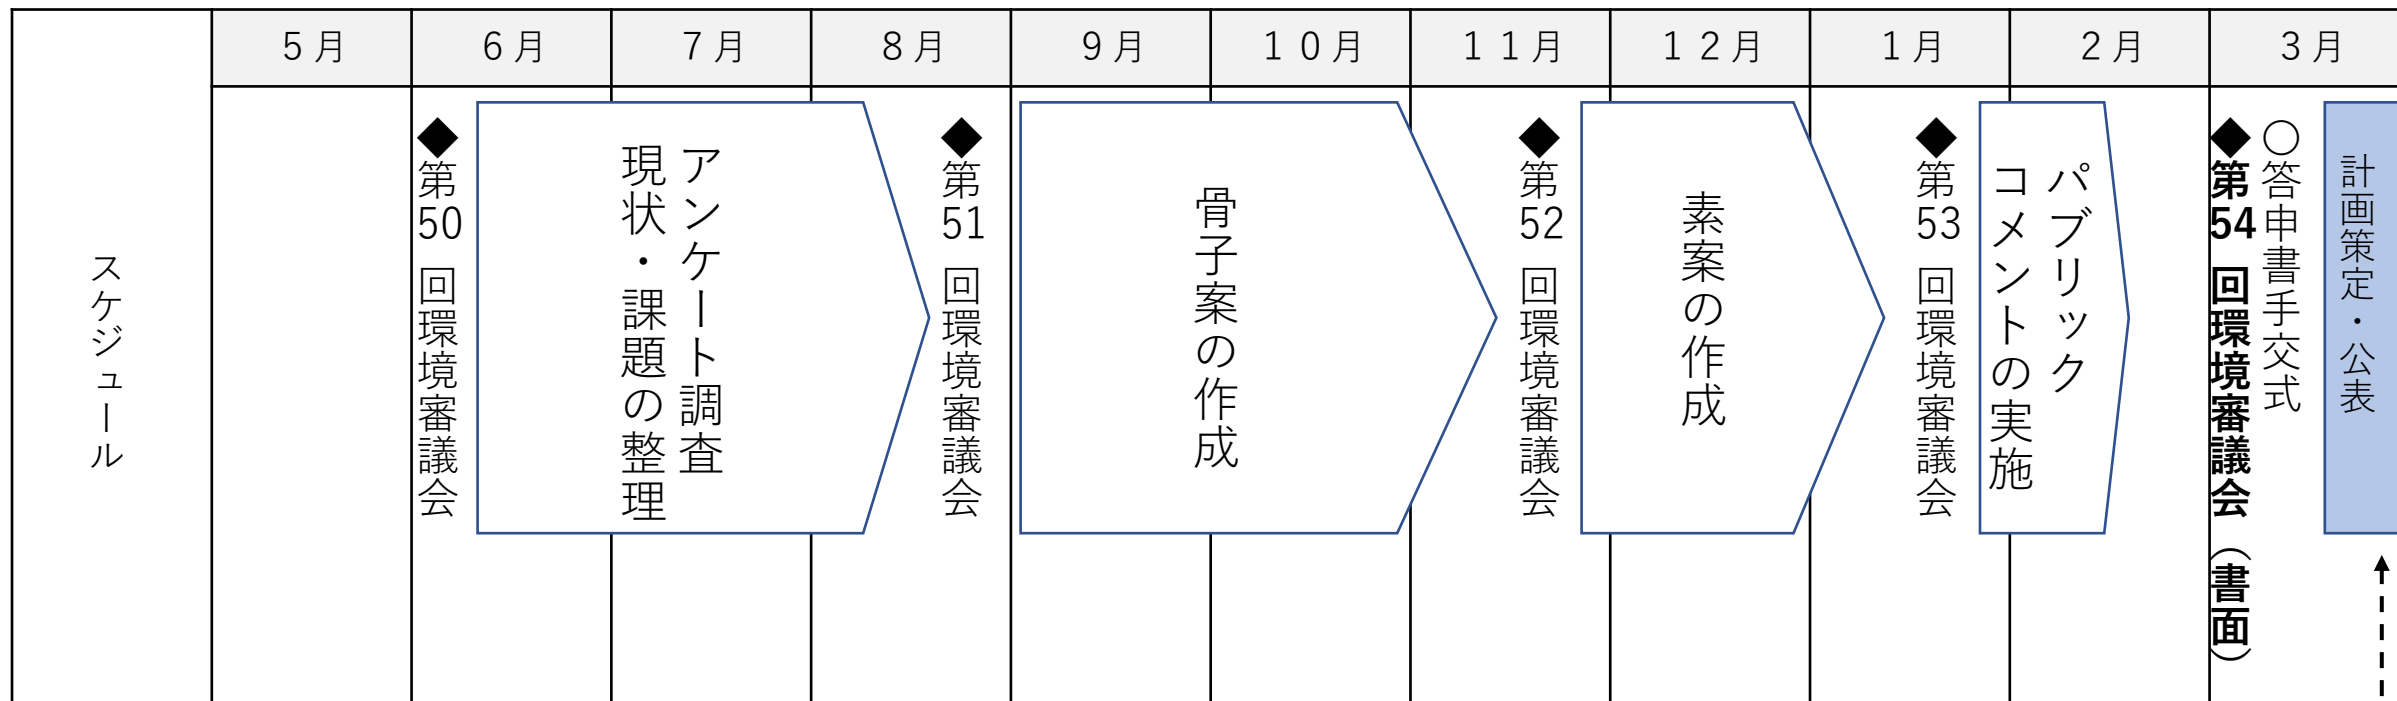 スケジュール
5月
6月
7月
8月
9月
10月
11月
12月
1月
2月
3月
◆第50回環境審議会
アンケート調査
現状・課題の整理
◆第51回環境審議会
骨子案の作成
◆第52回環境審議会
素案の作成
◆第53回環境審議会
パブリック
コメントの実施
◆第54回環境審議会（書面）
○答申書手交式
計画策定・公表